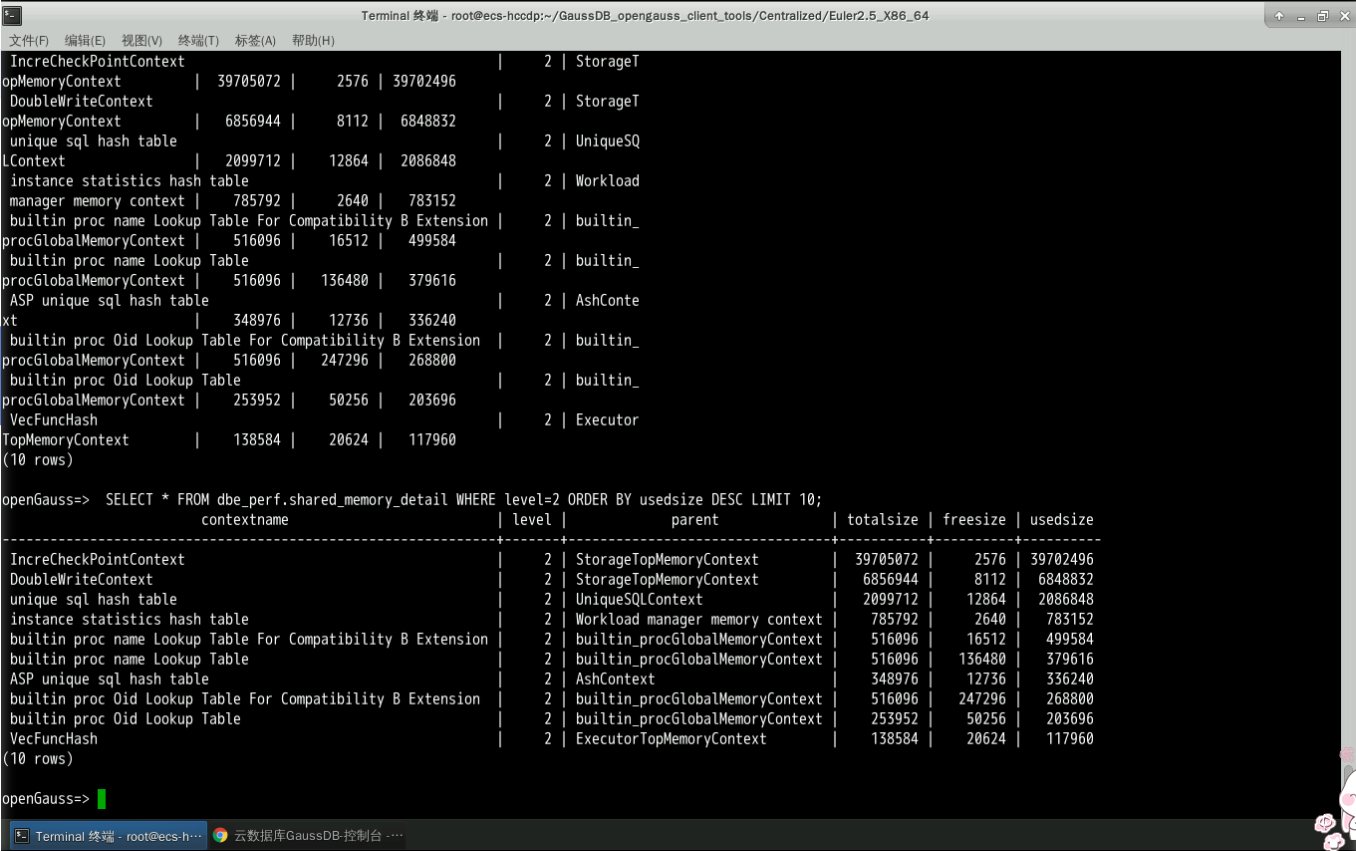 Terminal 终端 - root@ecs-hccdp:~/GaussDB_opengauss_client_tools/Centralized/Euler2.5_X86_64
文件(F) 编辑(E) 视图(V) 终端(T) 标签(A) 帮助(H)
IncreCheckPointContext | 2 | StorageT
opMemoryContext | 39705072 | 2576 | 39702496
DoubleWriteContext | 2 | StorageT
opMemoryContext | 6856944 | 8112 | 6848832
unique sql hash table | 2 | UniqueSQ
LContext | 2099712 | 12864 | 2086848
instance statistics hash table | 2 | Workload
manager memory context | 785792 | 2640 | 783152
builtin proc name Lookup Table For Compatibility B Extension | 2 | builtin_
procGlobalMemoryContext | 516096 | 16512 | 499584
builtin proc name Lookup Table | 2 | builtin_
procGlobalMemoryContext | 516096 | 136480 | 379616
ASP unique sql hash table | 2 | AshConte
xt | 348976 | 12736 | 336240
builtin proc Oid Lookup Table For Compatibility B Extension | 2 | builtin_
procGlobalMemoryContext | 516096 | 247296 | 268800
builtin proc Oid Lookup Table | 2 | builtin_
procGlobalMemoryContext | 253952 | 50256 | 203696
VecFuncHash | 2 | Executor
TopMemoryContext | 138584 | 20624 | 117960
(10 rows)
openGauss=> SELECT * FROM dbe_perf.shared_memory_detail WHERE level=2 ORDER BY usedsize DESC LIMIT 10;
contextname | level | parent | totalsize | freesize | usedsize
--------------------------------------------------------------+-------+---------------------------------+-----------+----------+----------
IncreCheckPointContext | 2 | StorageTopMemoryContext | 39705072 | 2576 | 39702496
DoubleWriteContext | 2 | StorageTopMemoryContext | 6856944 | 8112 | 6848832
unique sql hash table | 2 | UniqueSQLContext | 2099712 | 12864 | 2086848
instance statistics hash table | 2 | Workload manager memory context | 785792 | 2640 | 783152
builtin proc name Lookup Table For Compatibility B Extension | 2 | builtin_procGlobalMemoryContext | 516096 | 16512 | 499584
builtin proc name Lookup Table | 2 | builtin_procGlobalMemoryContext | 516096 | 136480 | 379616
ASP unique sql hash table | 2 | AshContext | 348976 | 12736 | 336240
builtin proc Oid Lookup Table For Compatibility B Extension | 2 | builtin_procGlobalMemoryContext | 516096 | 247296 | 268800
builtin proc Oid Lookup Table | 2 | builtin_procGlobalMemoryContext | 253952 | 50256 | 203696
VecFuncHash | 2 | ExecutorTopMemoryContext | 138584 | 20624 | 117960
(10 rows)
openGauss=>
Terminal 终端 - root@ecs-h··· 云数据库GaussDB-控制台 -···